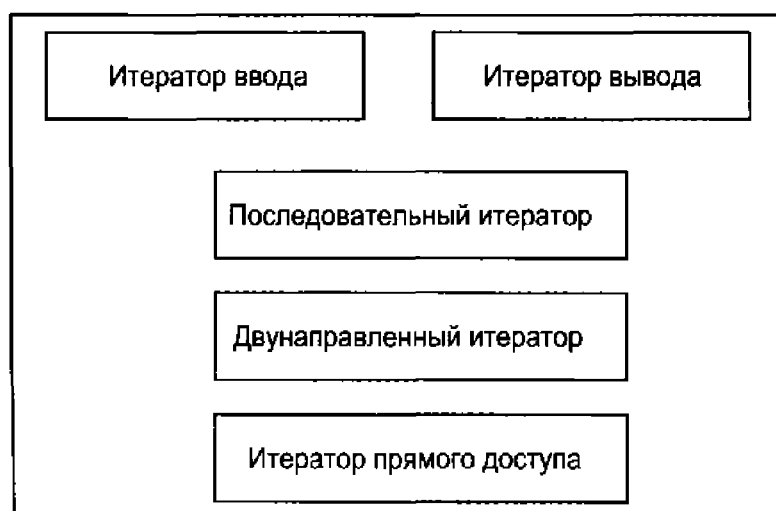 Итератор ввода
Итератор вывода
Последовательный итератор
Двунаправленный итератор
Итератор прямого доступа